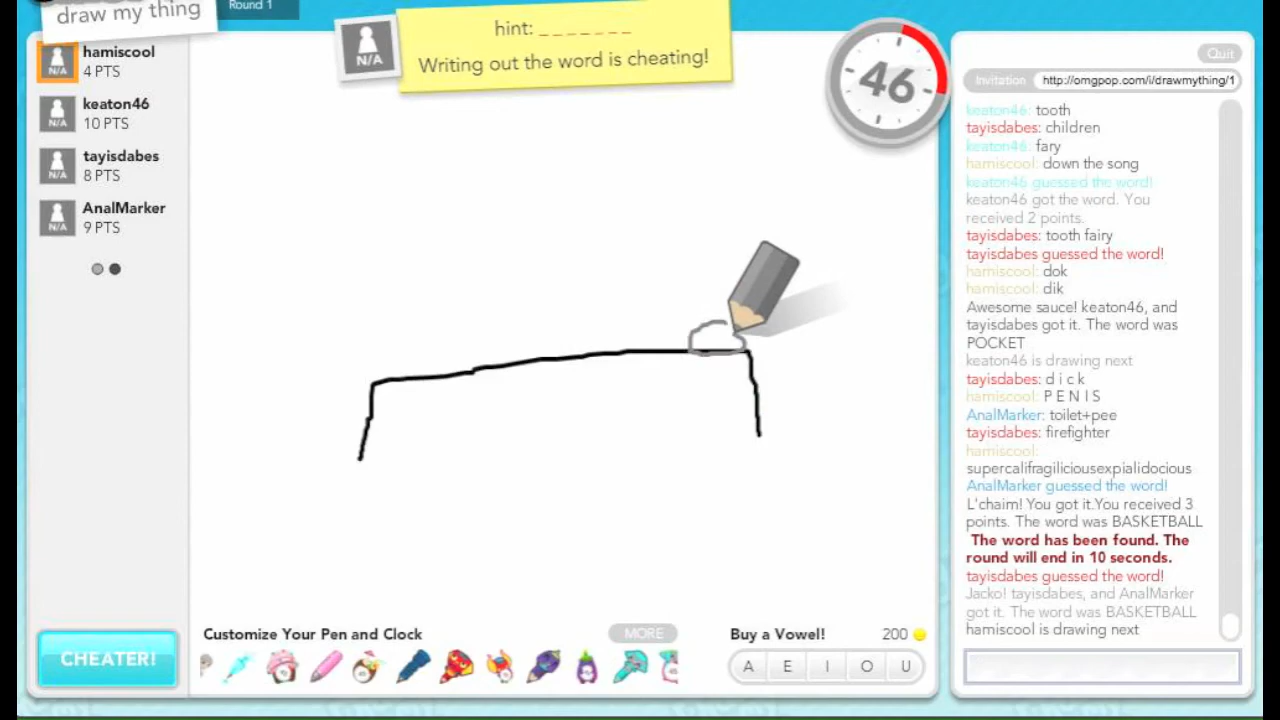 draw my thing
Round 1
hint: _ _ _ _ _ _ _
Writing out the word is cheating!
N/A
46
N/A
hamiscool
4 PTS
N/A
keaton46
10 PTS
N/A
tayisdabes
8 PTS
N/A
AnalMarker
9 PTS
Quit
Invitation http://omgpop.com/i/drawmything/1
keaton46: tooth
tayisdabes: children
keaton46: fary
hamiscool: down the song
keaton46 guessed the word!
keaton46 got the word. You
received 2 points.
tayisdabes: tooth fairy
tayisdabes guessed the word!
hamiscool: dok
hamiscool: dik
Awesome sauce! keaton46, and
tayisdabes got it. The word was
POCKET
keaton46 is drawing next
tayisdabes: d i c k
hamiscool: P E N I S
AnalMarker: toilet+pee
tayisdabes: firefighter
hamiscool:
supercalifragiliciousexpialidocious
AnalMarker guessed the word!
L'chaim! You got it.You received 3
points. The word was BASKETBALL
The word has been found. The
round will end in 10 seconds.
tayisdabes guessed the word!
Jacko! tayisdabes, and AnalMarker
got it. The word was BASKETBALL
hamiscool is drawing next
CHEATER!
Customize Your Pen and Clock
MORE
Buy a Vowel! 200
A E I O U